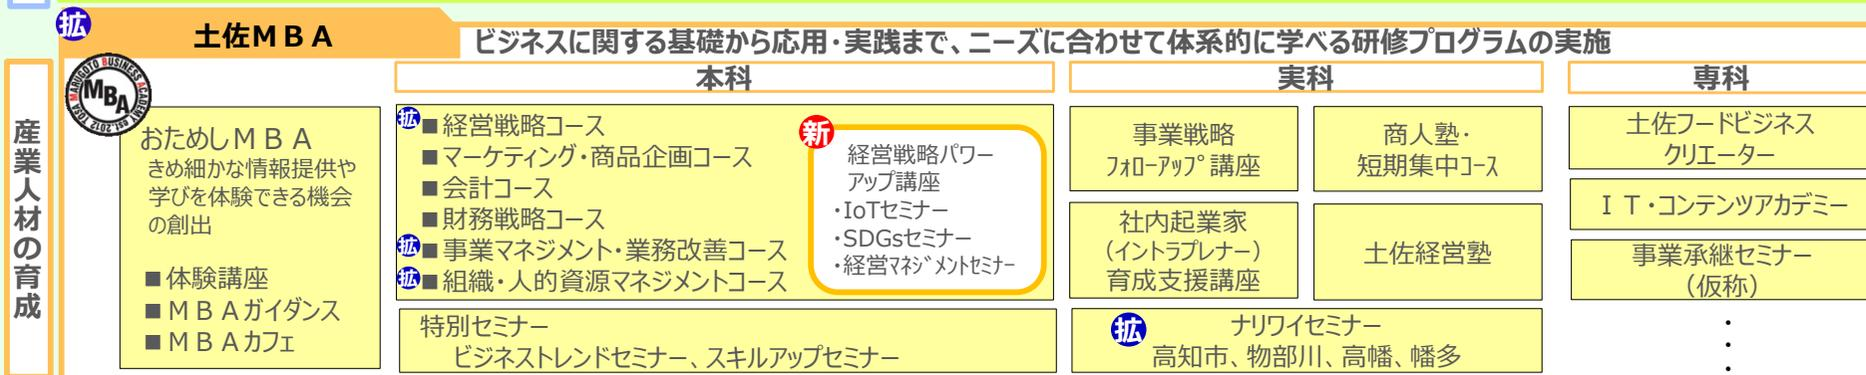 拡
土佐ＭＢＡ
ビジネスに関する基礎から応用・実践まで、ニーズに合わせて体系的に学べる研修プログラムの実施
産業人材の育成
TOSA MARUGOTO BUSINESS ACADEMY est.2012
MBA
おためしＭＢＡ
きめ細かな情報提供や
学びを体験できる機会
の創出
■体験講座
■ＭＢＡガイダンス
■ＭＢＡカフェ
本科
拡■経営戦略コース
■マーケティング・商品企画コース
■会計コース
■財務戦略コース
拡■事業マネジメント・業務改善コース
拡■組織・人的資源マネジメントコース
新
経営戦略パワー
アップ講座
・IoTセミナー
・SDGsセミナー
・経営ﾏﾈｼﾞﾒﾝﾄｾﾐﾅｰ
特別セミナー
ビジネストレンドセミナー、スキルアップセミナー
実科
事業戦略
ﾌｫﾛｰｱｯﾌﾟ講座
商人塾・
短期集中ｺｰｽ
社内起業家
（イントラプレナー）
育成支援講座
土佐経営塾
拡
ナリワイセミナー
高知市、物部川、高幡、幡多
専科
土佐フードビジネス
クリエーター
ＩＴ・コンテンツアカデミー
事業承継セミナー
（仮称）
・
・
・